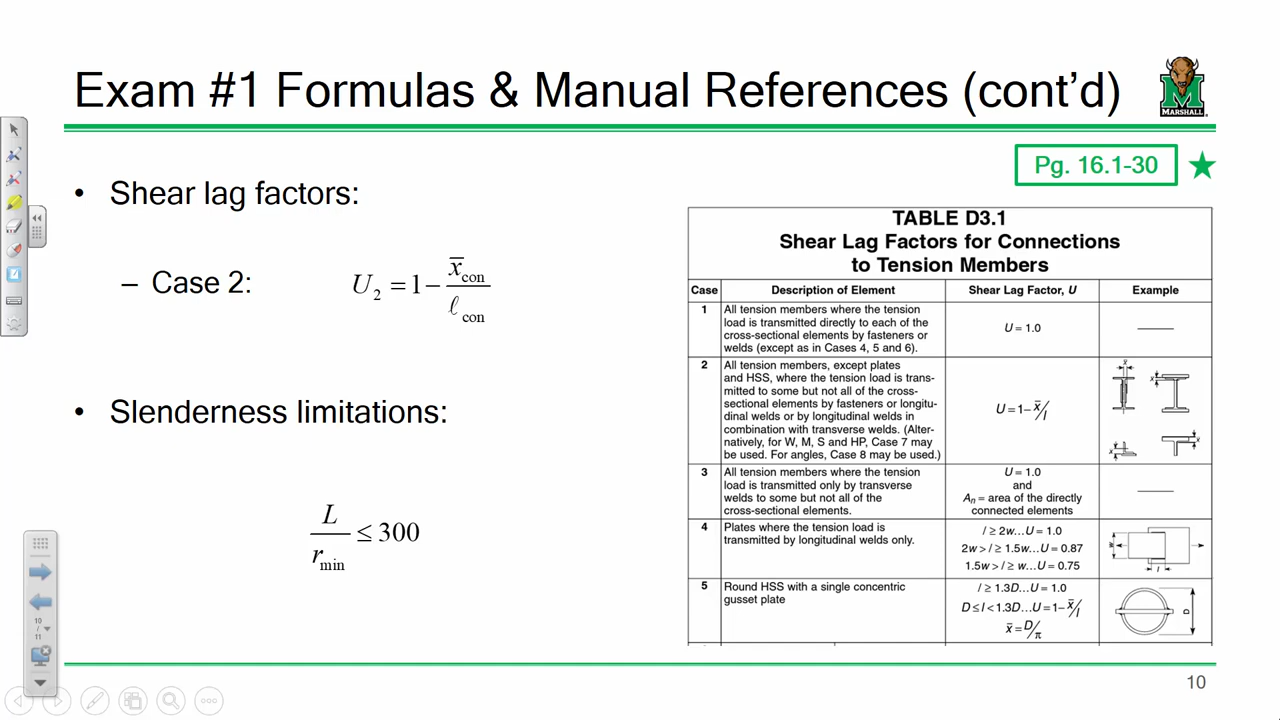 Exam #1 Formulas & Manual References (cont’d)
MARSHALL
Pg. 16.1-30
• Shear lag factors:
– Case 2: U2 = 1 − x̄con / ℓcon
• Slenderness limitations:
L / rmin ≤ 300
TABLE D3.1
Shear Lag Factors for Connections
to Tension Members
Case Description of Element Shear Lag Factor, U Example
1 All tension members where the tension
load is transmitted directly to each of the
cross-sectional elements by fasteners or
welds (except as in Cases 4, 5 and 6).
U = 1.0
2 All tension members, except plates
and HSS, where the tension load is trans-
mitted to some but not all of the cross-
sectional elements by fasteners or longitu-
dinal welds or by longitudinal welds in
combination with transverse welds. (Alter-
natively, for W, M, S and HP, Case 7 may
be used. For angles, Case 8 may be used.)
U = 1– x̄/l
x̄
x̄
x̄
x̄
3 All tension members where the tension
load is transmitted only by transverse
welds to some but not all of the
cross-sectional elements.
U = 1.0
and
An = area of the directly
connected elements
4 Plates where the tension load is
transmitted by longitudinal welds only.
l ≥ 2w…U = 1.0
2w > l ≥ 1.5w…U = 0.87
1.5w > l ≥ w…U = 0.75
w
l
5 Round HSS with a single concentric
gusset plate
l ≥ 1.3D…U = 1.0
D ≤ l < 1.3D…U = 1– x̄/l
x̄ = D/π
D
10
/
11
10